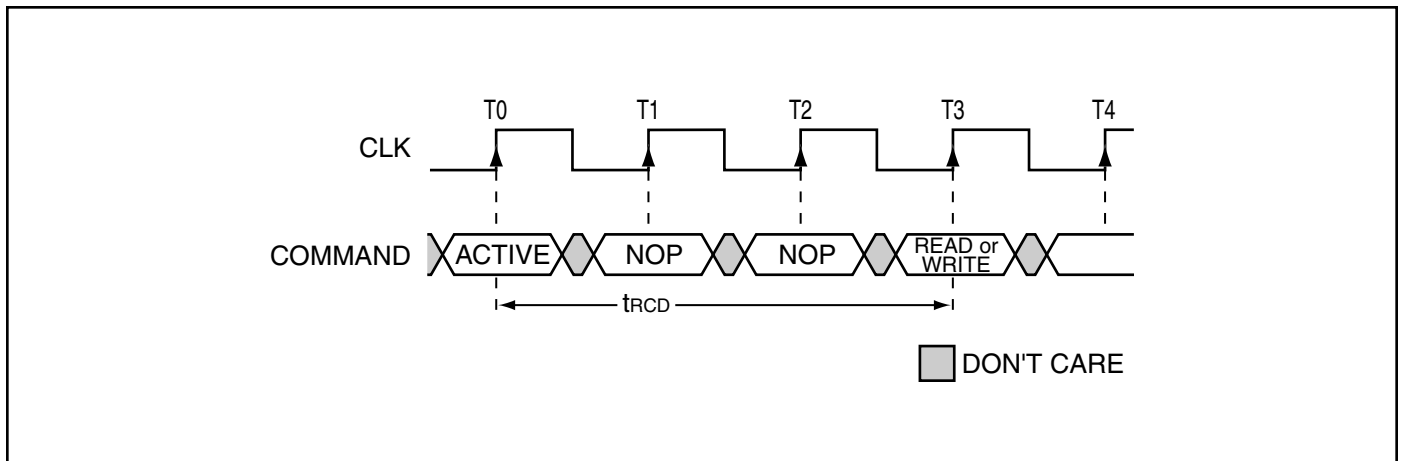 T0 T1 T2 T3 T4
CLK
COMMAND ACTIVE NOP NOP READ or
WRITE
tRCD
DON'T CARE